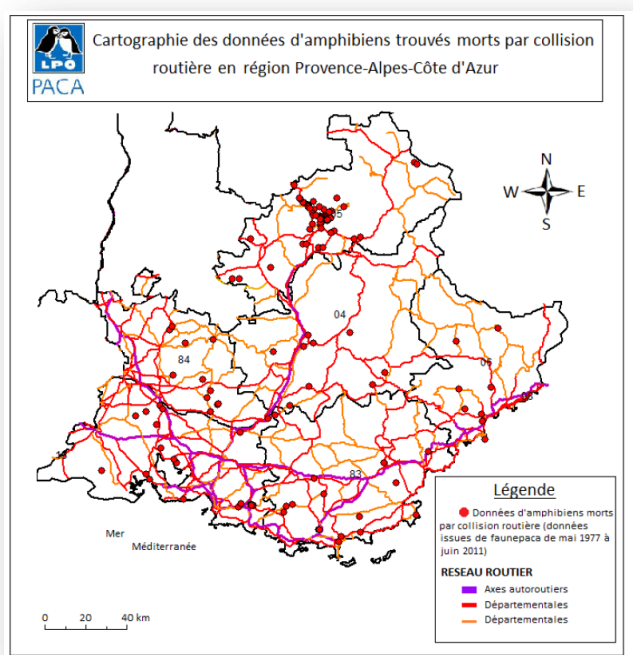 Cartographie des données d'amphibiens trouvés morts par collision
routière en région Provence-Alpes-Côte d'Azur
LPO
PACA
N
W
E
S
05
04
84
06
83
Mer
Méditerranée
Légende
Données d'amphibiens morts
par collision routière (données
issues de faunepaca de mai 1977 à
juin 2011)
RESEAU ROUTIER
Axes autoroutiers
Départementales
Départementales
0 20 40 km